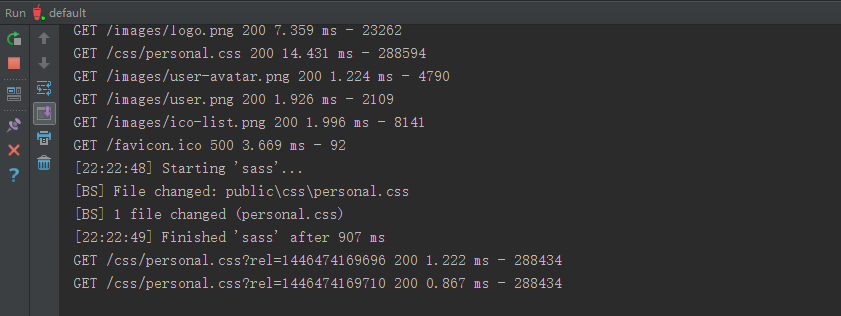 Run default
GET /images/logo.png 200 7.359 ms - 23262
GET /css/personal.css 200 14.431 ms - 288594
GET /images/user-avatar.png 200 1.224 ms - 4790
GET /images/user.png 200 1.926 ms - 2109
GET /images/ico-list.png 200 1.996 ms - 8141
GET /favicon.ico 500 3.669 ms - 92
[22:22:48] Starting 'sass'...
[BS] File changed: public\css\personal.css
[BS] 1 file changed (personal.css)
[22:22:49] Finished 'sass' after 907 ms
GET /css/personal.css?rel=1446474169696 200 1.222 ms - 288434
GET /css/personal.css?rel=1446474169710 200 0.867 ms - 288434